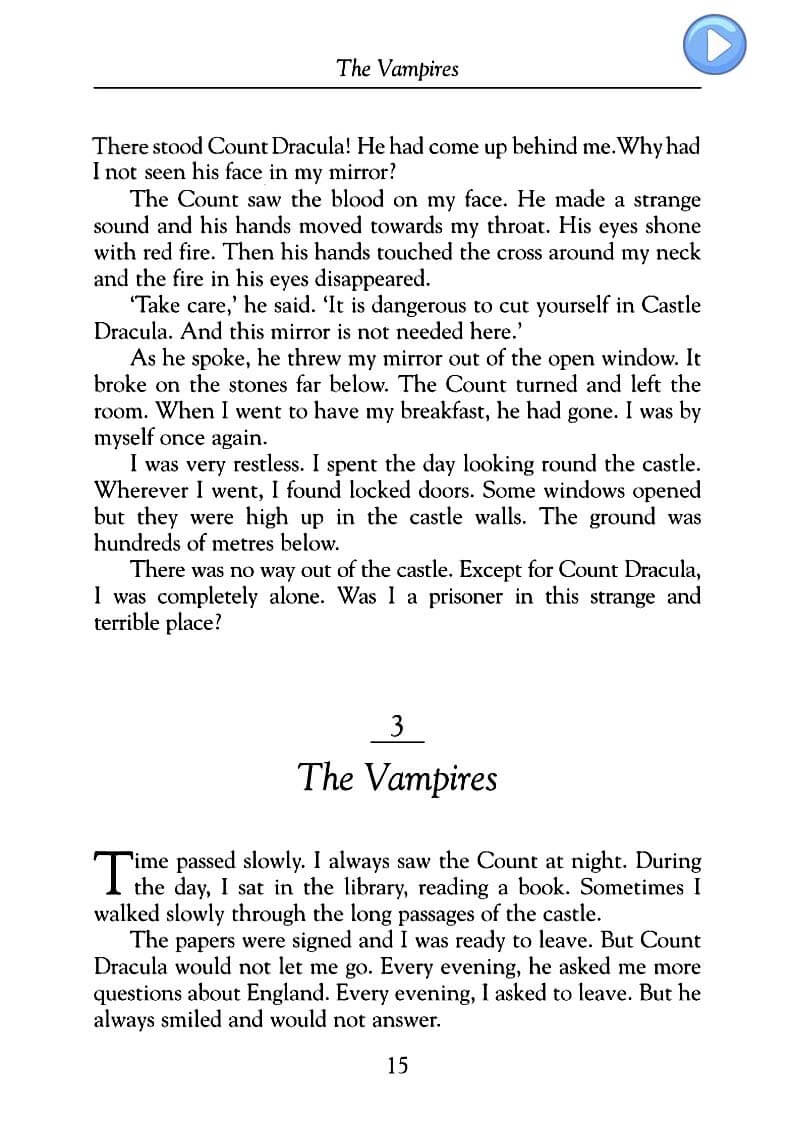 The Vampires
There stood Count Dracula! He had come up behind me.Why had
I not seen his face in my mirror?
The Count saw the blood on my face. He made a strange
sound and his hands moved towards my throat. His eyes shone
with red fire. Then his hands touched the cross around my neck
and the fire in his eyes disappeared.
‘Take care,’ he said. ‘It is dangerous to cut yourself in Castle
Dracula. And this mirror is not needed here.’
As he spoke, he threw my mirror out of the open window. It
broke on the stones far below. The Count turned and left the
room. When I went to have my breakfast, he had gone. I was by
myself once again.
I was very restless. I spent the day looking round the castle.
Wherever I went, I found locked doors. Some windows opened
but they were high up in the castle walls. The ground was
hundreds of metres below.
There was no way out of the castle. Except for Count Dracula,
I was completely alone. Was I a prisoner in this strange and
terrible place?
3
The Vampires
Time passed slowly. I always saw the Count at night. During
the day, I sat in the library, reading a book. Sometimes I
walked slowly through the long passages of the castle.
The papers were signed and I was ready to leave. But Count
Dracula would not let me go. Every evening, he asked me more
questions about England. Every evening, I asked to leave. But he
always smiled and would not answer.
15